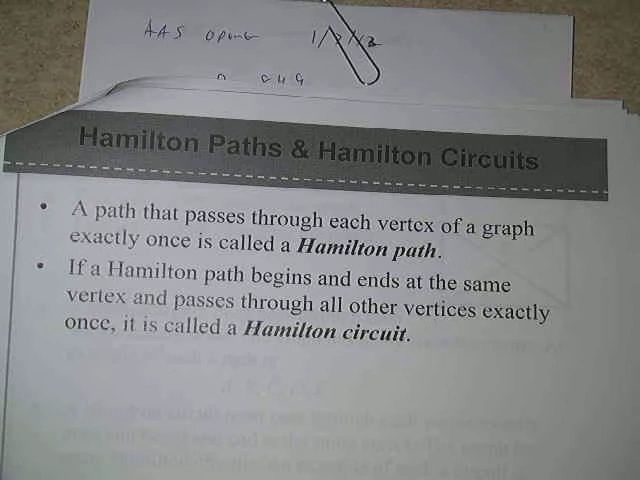 AAS
Hamilton Paths & Hamilton Circuits
• A path that passes through each vertex of a graph
exactly once is called a Hamilton path.
• If a Hamilton path begins and ends at the same
vertex and passes through all other vertices exactly
once, it is called a Hamilton circuit.